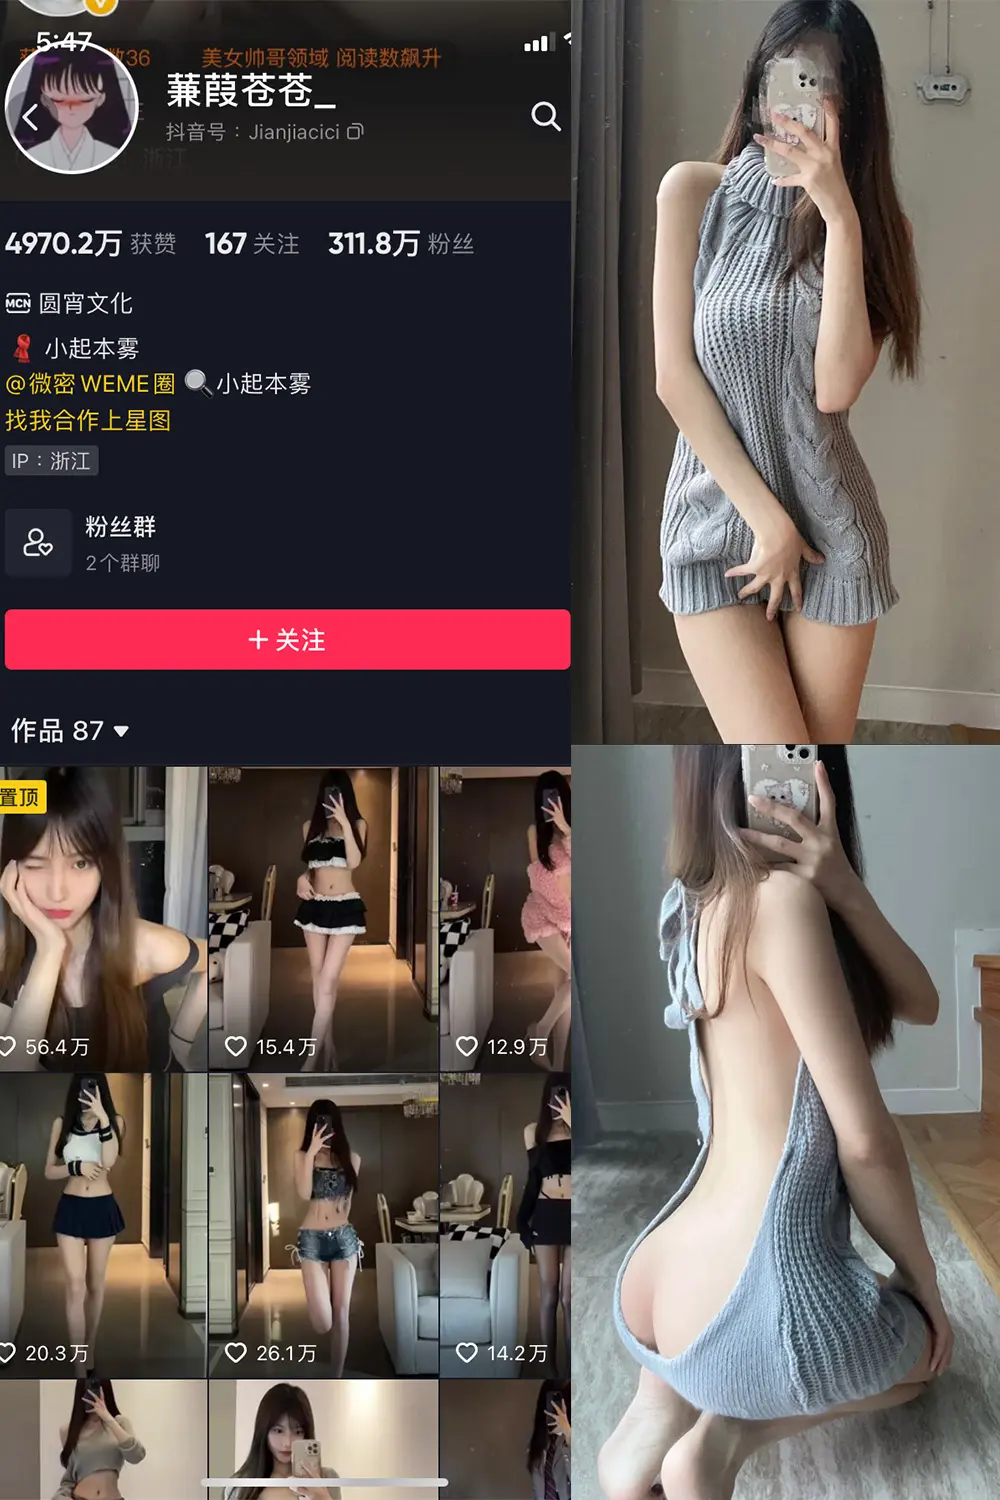 5:47
数36
美女帅哥领域 阅读数飙升
蒹葭苍苍_
抖音号：Jianjiacici
浙江
4970.2万 获赞 167 关注 311.8万 粉丝
MCN 圆宵文化
小起本雾
@微密 WEME圈 小起本雾
找我合作上星图
IP：浙江
粉丝群
2个群聊
+ 关注
作品 87
置顶
56.4万 15.4万 12.9万
20.3万 26.1万 14.2万